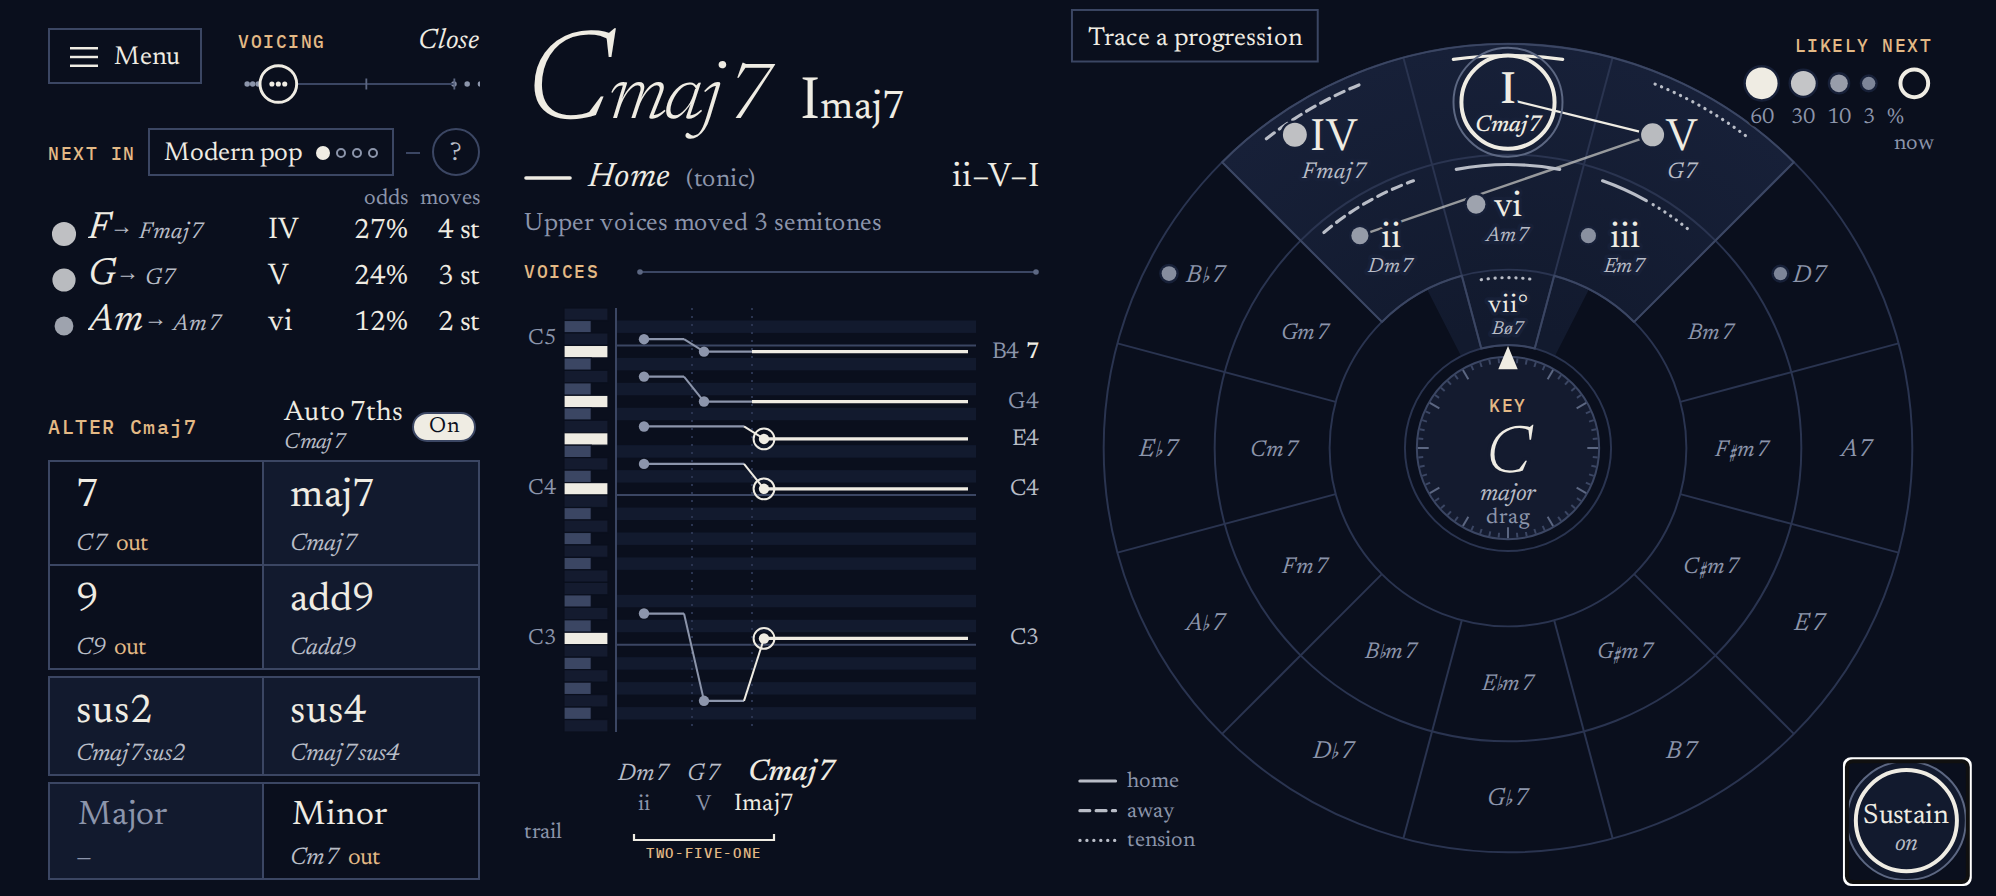 Menu
VOICING
Close
NEXT IN
Modern pop
?
odds moves
F → Fmaj7 IV 27% 4 st
G → G7 V 24% 3 st
Am → Am7 vi 12% 2 st
ALTER Cmaj7
Auto 7ths
Cmaj7
On
7
C7 out
maj7
Cmaj7
9
C9 out
add9
Cadd9
sus2
Cmaj7sus2
sus4
Cmaj7sus4
Major
–
Minor
Cm7 out
Cmaj7 Imaj7
Home (tonic)
ii–V–I
Upper voices moved 3 semitones
VOICES
C5
C4
C3
B4 7
G4
E4
C4
C3
Dm7 G7 Cmaj7
ii V Imaj7
trail
TWO-FIVE-ONE
Trace a progression
LIKELY NEXT
60 30 10 3 %
now
I
Cmaj7
IV
Fmaj7
V
G7
ii
Dm7
vi
Am7
iii
Em7
vii°
Bø7
B♭7
D7
Gm7
Bm7
E♭7
Cm7
F♯m7
A7
Fm7
C♯m7
A♭7
E7
B♭m7
G♯m7
E♭m7
D♭7
B7
G♭7
KEY
C
major
drag
home
away
tension
Sustain
on